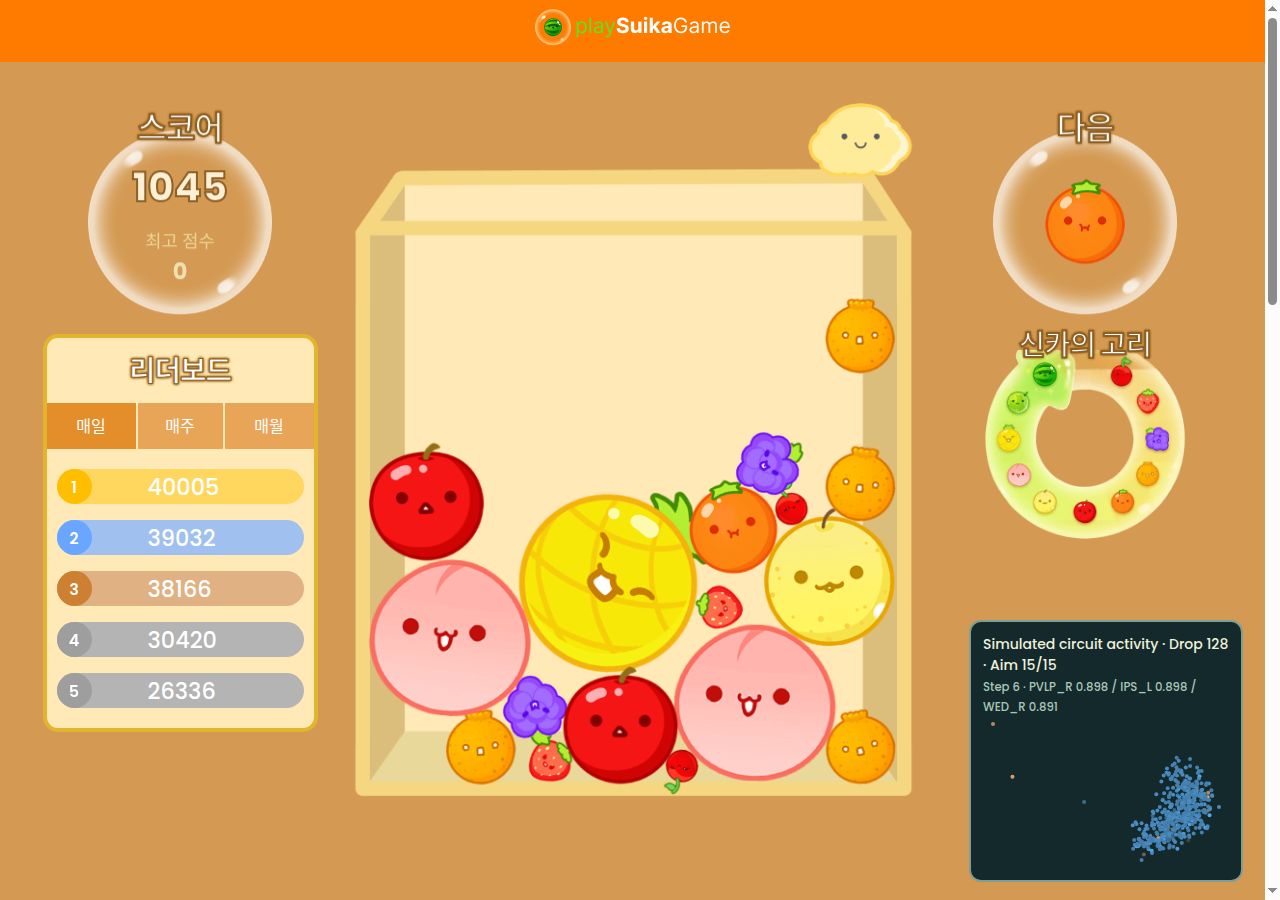 playSuikaGame
스코어
1045
최고 점수
0
리더보드
매일
매주
매월
1 40005
2 39032
3 38166
4 30420
5 26336
다음
신카의 고리
Simulated circuit activity · Drop 128
· Aim 15/15
Step 6 · PVLP_R 0.898 / IPS_L 0.898 /
WED_R 0.891